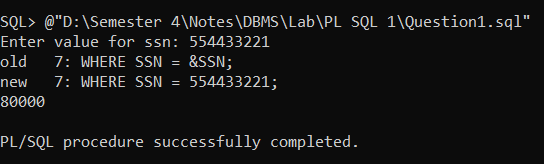 SQL> @"D:\Semester 4\Notes\DBMS\Lab\PL SQL 1\Question1.sql"
Enter value for ssn: 554433221
old   7: WHERE SSN = &SSN;
new   7: WHERE SSN = 554433221;
80000

PL/SQL procedure successfully completed.